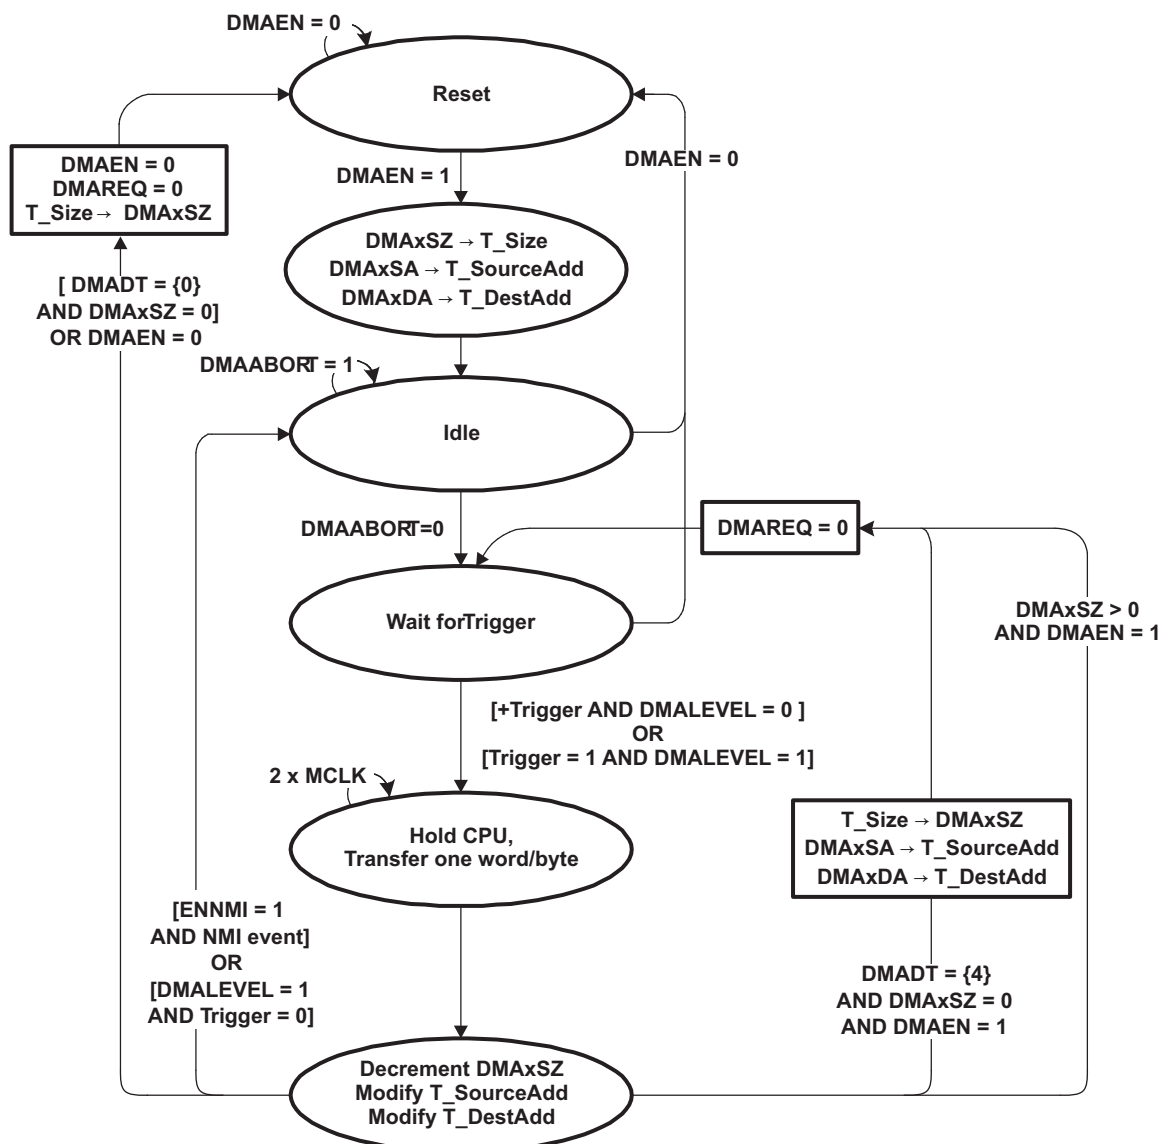 DMAEN = 0
Reset
DMAEN = 0
DMAREQ = 0
T_Size → DMAxSZ
DMAEN = 1
DMAEN = 0
DMAxSZ → T_Size
DMAxSA → T_SourceAdd
DMAxDA → T_DestAdd
[ DMADT = {0}
AND DMAxSZ = 0]
OR DMAEN = 0
DMAABORT = 1
Idle
DMAABORT=0
DMAREQ = 0
Wait forTrigger
DMAxSZ > 0
AND DMAEN = 1
[+Trigger AND DMALEVEL = 0 ]
OR
[Trigger = 1 AND DMALEVEL = 1]
2 x MCLK
Hold CPU,
Transfer one word/byte
T_Size → DMAxSZ
DMAxSA → T_SourceAdd
DMAxDA → T_DestAdd
[ENNMI = 1
AND NMI event]
OR
[DMALEVEL = 1
AND Trigger = 0]
DMADT = {4}
AND DMAxSZ = 0
AND DMAEN = 1
Decrement DMAxSZ
Modify T_SourceAdd
Modify T_DestAdd